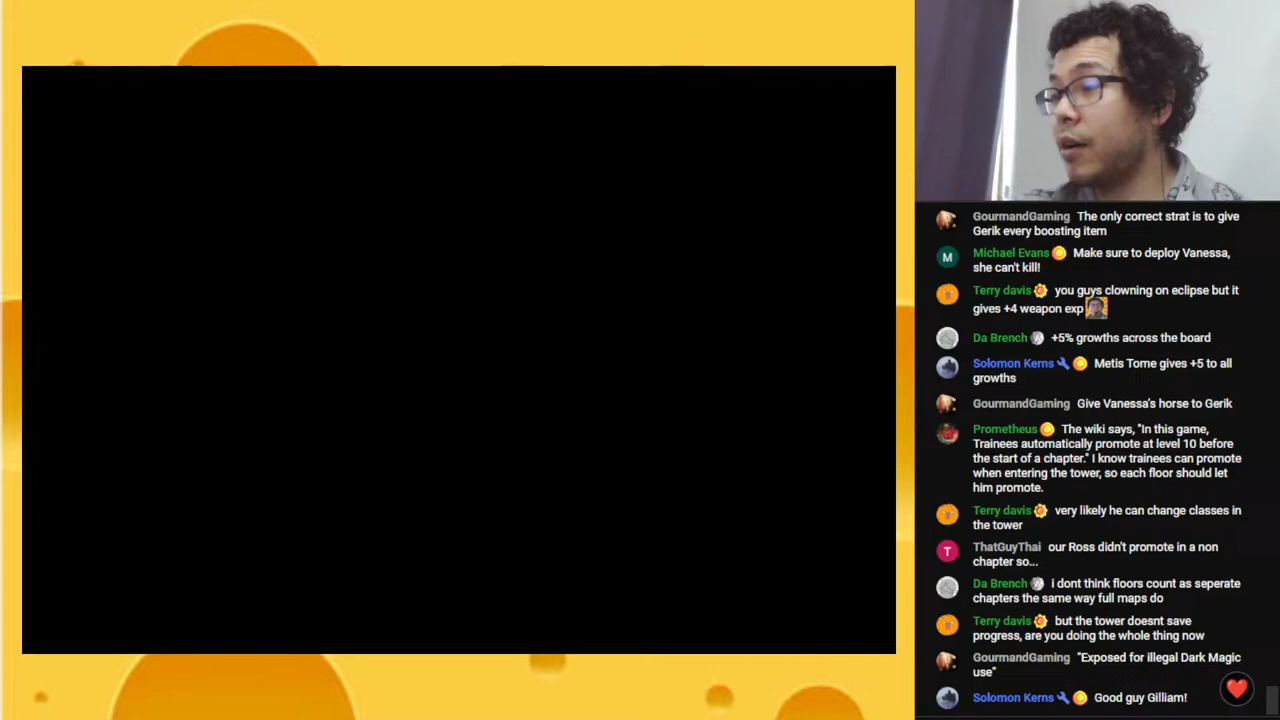 GourmandGaming The only correct strat is to give
Gerik every boosting item
M Michael Evans Make sure to deploy Vanessa,
she can't kill!
Terry davis you guys clowning on eclipse but it
gives +4 weapon exp
Da Brench +5% growths across the board
Solomon Kerns Metis Tome gives +5 to all
growths
GourmandGaming Give Vanessa's horse to Gerik
Prometheus The wiki says, "In this game,
Trainees automatically promote at level 10 before
the start of a chapter." I know trainees can promote
when entering the tower, so each floor should let
him promote.
Terry davis very likely he can change classes in
the tower
T ThatGuyThai our Ross didn't promote in a non
chapter so...
Da Brench i dont think floors count as seperate
chapters the same way full maps do
Terry davis but the tower doesnt save
progress, are you doing the whole thing now
GourmandGaming "Exposed for illegal Dark Magic
use"
Solomon Kerns Good guy Gilliam!